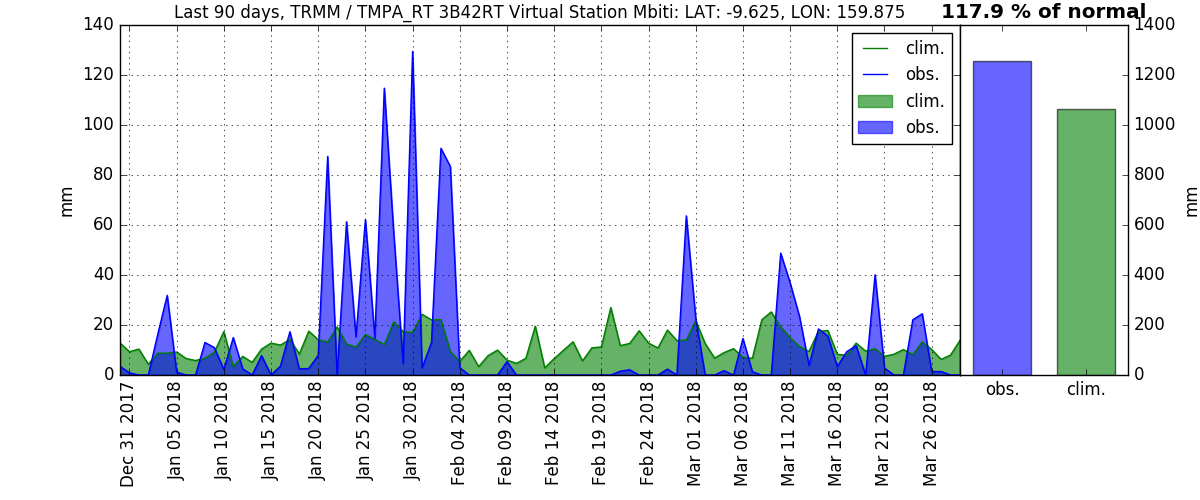 Last 90 days, TRMM / TMPA_RT 3B42RT Virtual Station Mbiti: LAT: -9.625, LON: 159.875
117.9 % of normal
mm
140
120
100
80
60
40
20
0
clim.
obs.
clim.
obs.
1400
1200
1000
800
600
400
200
0
mm
Dec 31 2017
Jan 05 2018
Jan 10 2018
Jan 15 2018
Jan 20 2018
Jan 25 2018
Jan 30 2018
Feb 04 2018
Feb 09 2018
Feb 14 2018
Feb 19 2018
Feb 24 2018
Mar 01 2018
Mar 06 2018
Mar 11 2018
Mar 16 2018
Mar 21 2018
Mar 26 2018
obs.
clim.